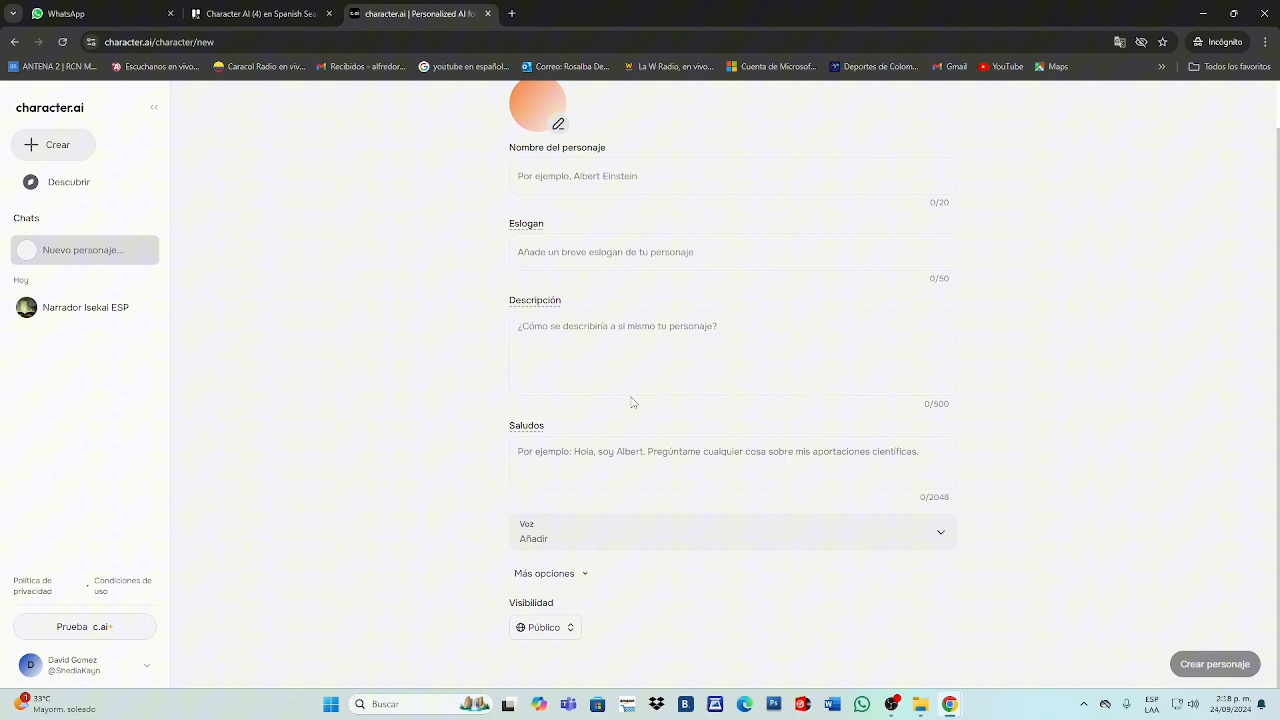 WhatsApp
Character AI (4) en Spanish Sea
character.ai | Personalized AI fo
character.ai/character/new
Incógnito
ANTENA 2 | RCN M...
Escuchanos en vivo...
Caracol Radio en viv...
Recibidos - alfredor...
youtube en español...
Correo: Rosalba De...
La W Radio, en vivo...
Cuenta de Microsof...
Deportes de Colom...
Gmail
YouTube
Maps
Todos los favoritos
character.ai
Crear
Descubrir
Chats
Nuevo personaje...
Hoy
Narrador Isekai ESP
Nombre del personaje
Por ejemplo, Albert Einstein
0/20
Eslogan
Añade un breve eslogan de tu personaje
0/50
Descripción
¿Cómo se describiría a si mismo tu personaje?
0/500
Saludos
Por ejemplo: Hola, soy Albert. Pregúntame cualquier cosa sobre mis aportaciones científicas.
0/2048
Voz
Añadir
Más opciones
Visibilidad
Público
Política de
privacidad
•
Condiciones de
uso
Prueba c.ai+
D
David Gomez
@ShediaKayn
Crear personaje
1
33°C
Mayorm. soleado
Buscar
ESP
LAA
2:18 p. m.
24/09/2024